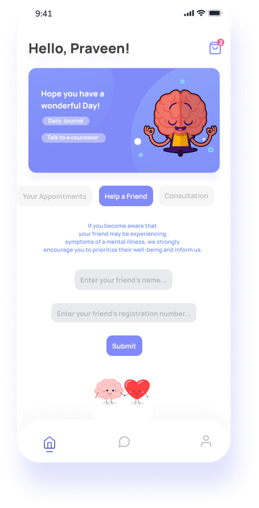 9:41
Hello, Praveen!
2
Hope you have a
wonderful Day!
Daily Journal
Talk to a counselor
Your Appointments
Help a Friend
Consultation
If you become aware that
your friend may be experiencing
symptoms of a mental illness, we strongly
encourage you to prioritize their well-being and inform us.
Enter your friend's name...
Enter your friend's registration number...
Submit